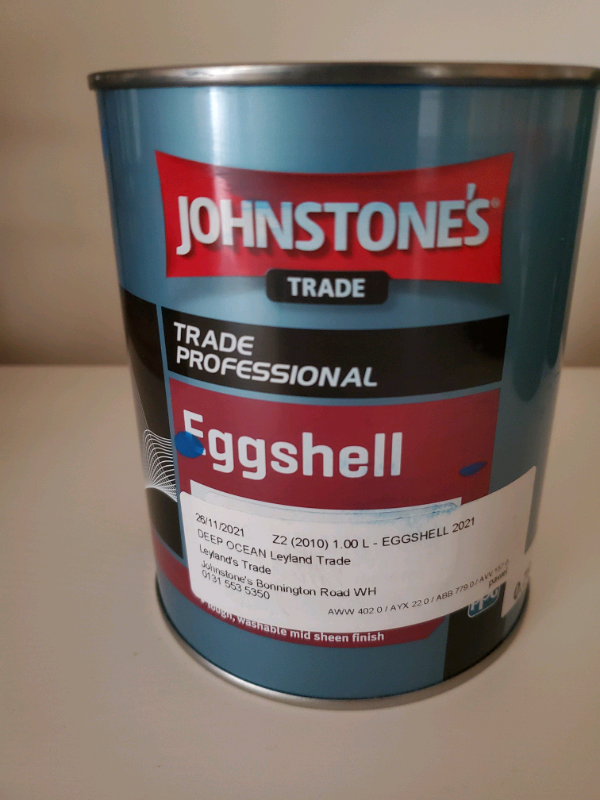 JOHNSTONE'S®
TRADE
TRADE
PROFESSIONAL
Eggshell
26/11/2021 Z2 (2010) 1.00 L - EGGSHELL 2021
DEEP OCEAN Leyland Trade
Leyland's Trade
Johnstone's Bonnington Road WH
0131 553 5350
AWW 402 0 / AYX 22 0 / ABB 779 0 /
PPG
tough, washable mid sheen finish